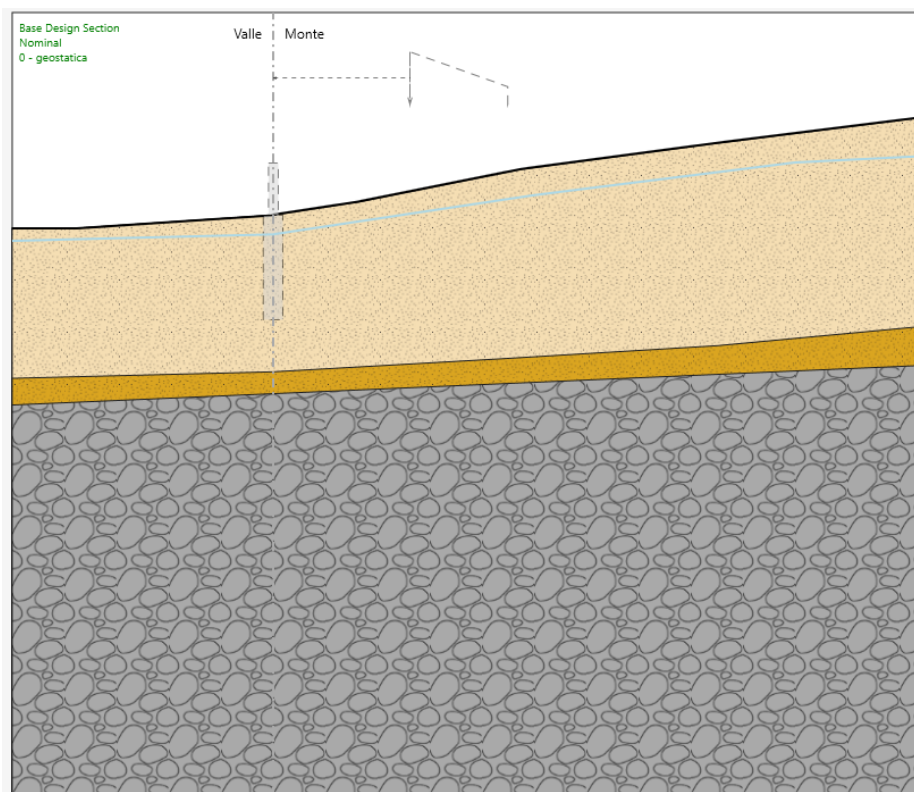 Base Design Section
Nominal
0 - geostatica
Valle
Monte